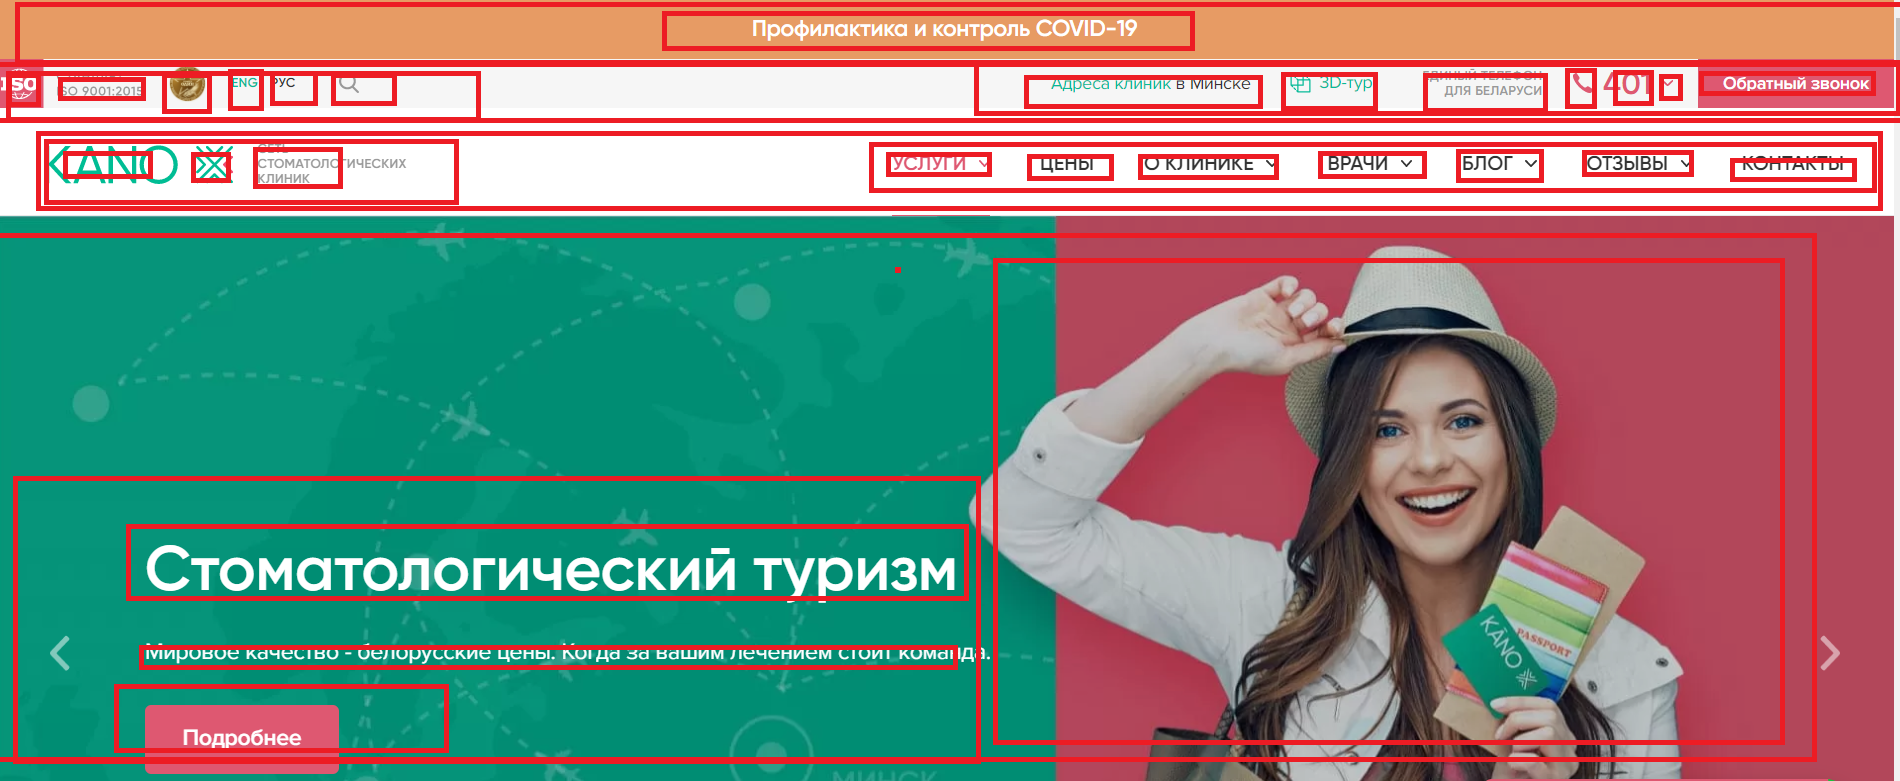 Профилактика и контроль COVID-19
ISO
ISO 9001:2015
ENG РУС
Адреса клиник в Минске
3D-тур
ЕДИНЫЙ ТЕЛЕФОН
ДЛЯ БЕЛАРУСИ
401
Обратный звонок
KANO
СЕТЬ
СТОМАТОЛОГИЧЕСКИХ
КЛИНИК
УСЛУГИ
ЦЕНЫ
О КЛИНИКЕ
ВРАЧИ
БЛОГ
ОТЗЫВЫ
КОНТАКТЫ
Стоматологический туризм
Мировое качество - белорусские цены. Когда за вашим лечением стоит команда.
Подробнее
МИНСК
PASSPORT
KANO